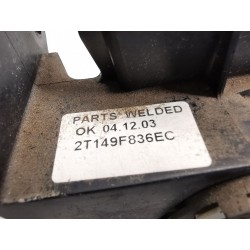 PARTS WELDED
OK 04.12.03
2T149F836EC